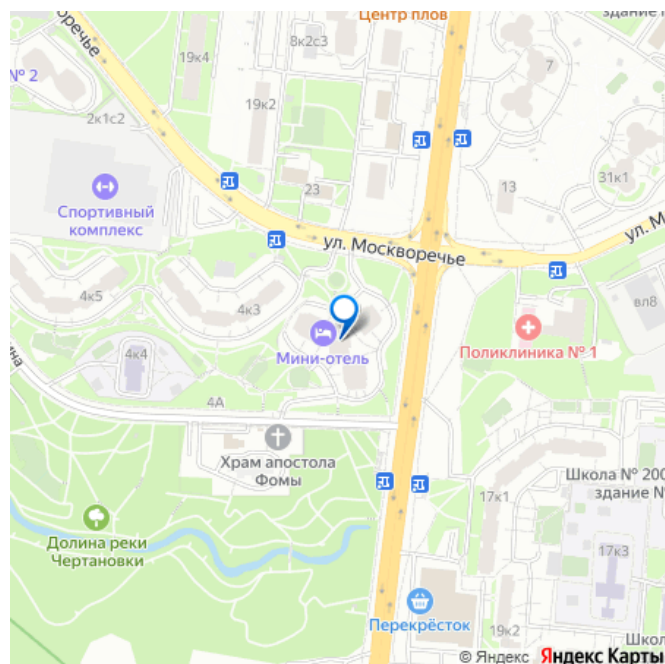 Центр плов
здание
8к2с3
19к4
№ 2
7
19к2
2к1с2
31к1
23
13
Спортивный
комплекс
ул. Москворечье
ул. М
4к5
4к3
вл8
Поликлиника № 1
Мини-отель
4к4
4А
Храм апостола
Фомы
Школа № 200
здание №
17к1
Долина реки
Чертановки
17к3
Перекрёсток
19к2
Школ
© Яндекс Яндекс Карты